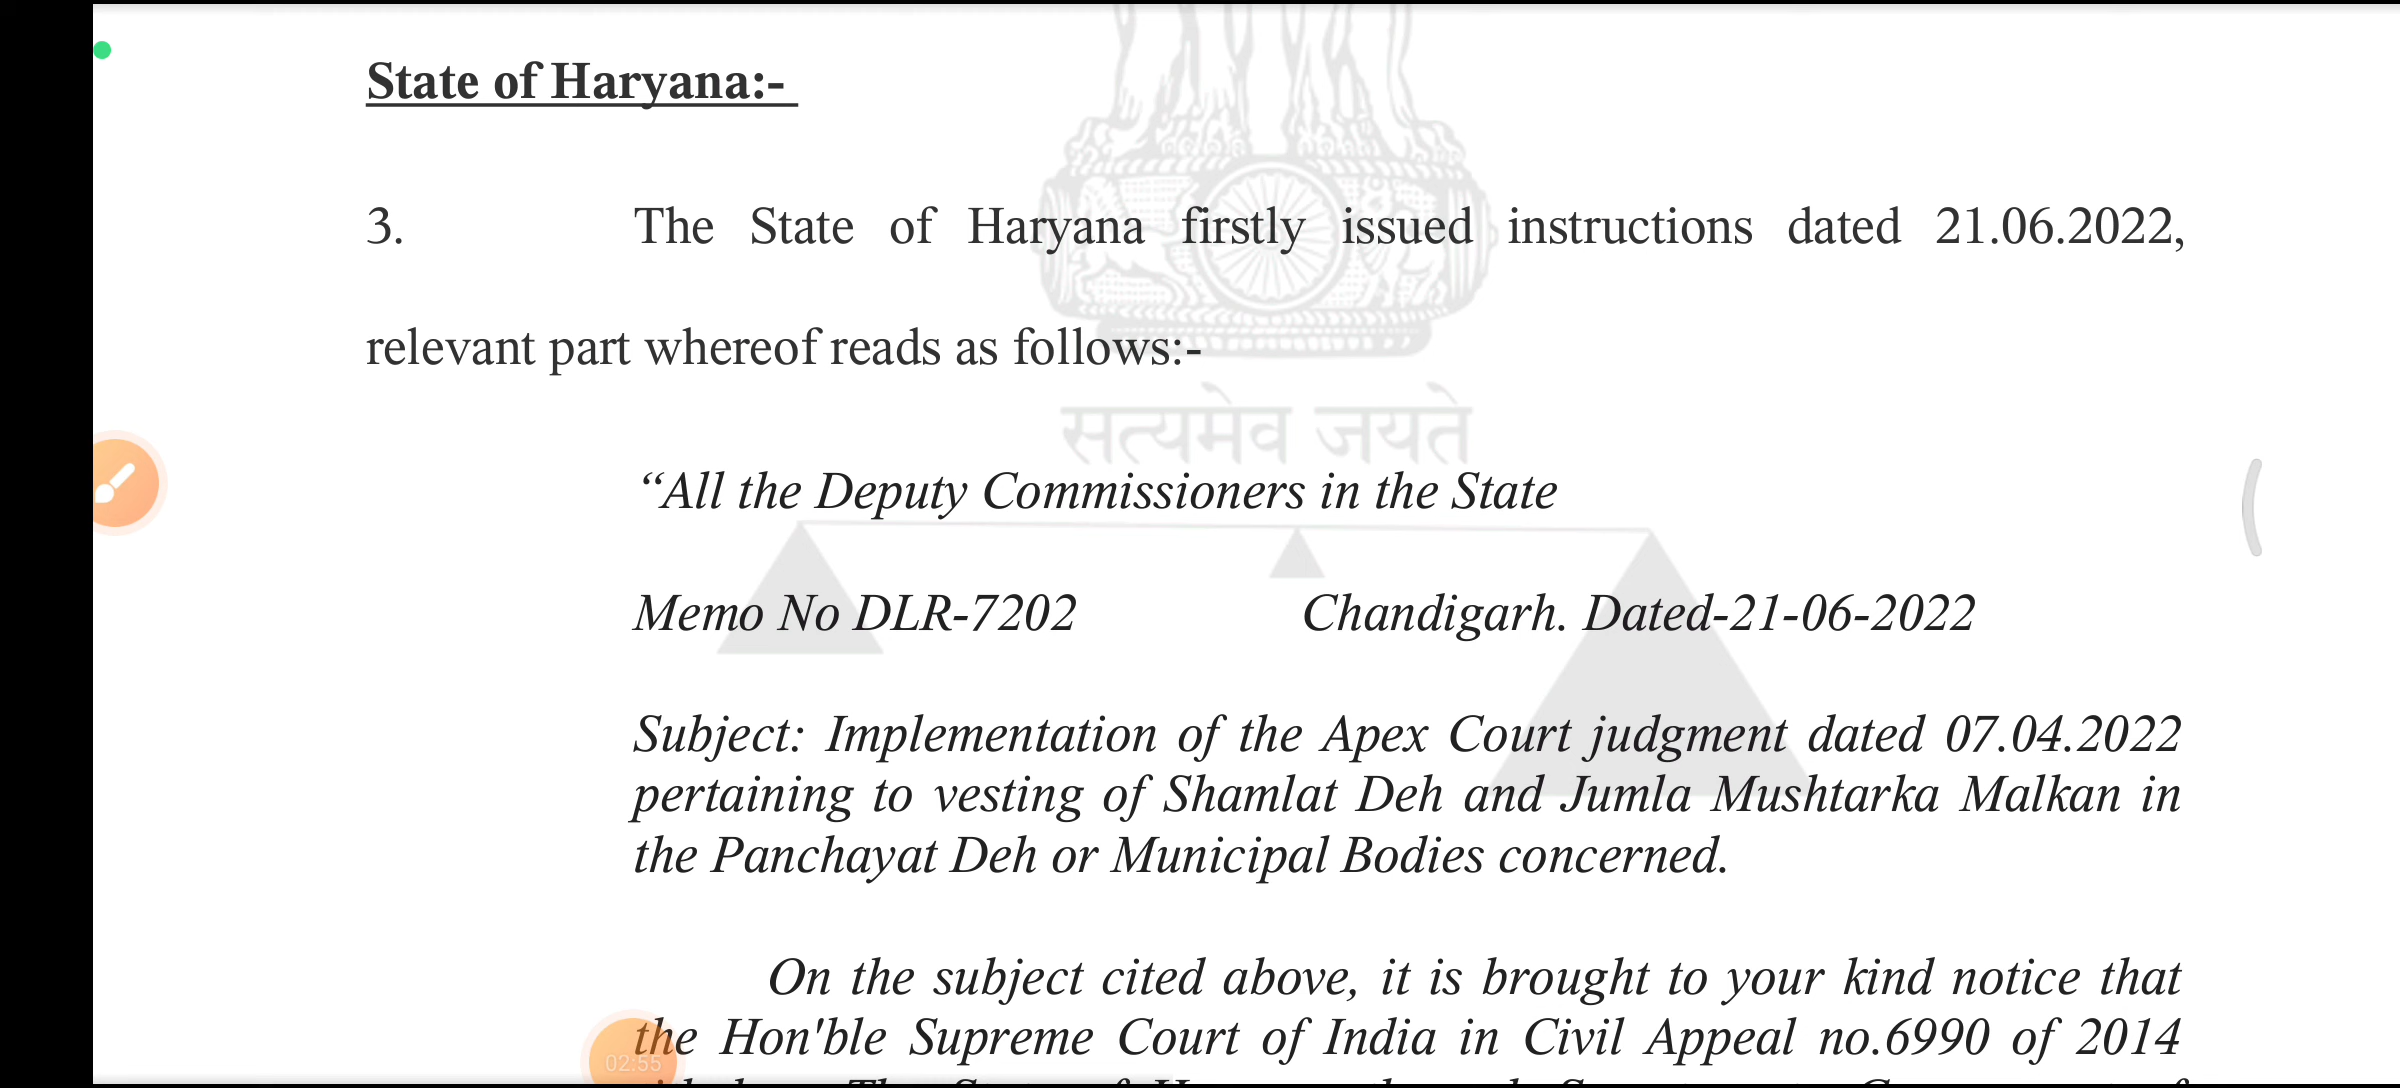 State of Haryana:-
3. The State of Haryana firstly issued instructions dated 21.06.2022,
relevant part whereof reads as follows:-
सत्यमेव जयते
“All the Deputy Commissioners in the State
Memo No DLR-7202 Chandigarh. Dated-21-06-2022
Subject: Implementation of the Apex Court judgment dated 07.04.2022
pertaining to vesting of Shamlat Deh and Jumla Mushtarka Malkan in
the Panchayat Deh or Municipal Bodies concerned.
On the subject cited above, it is brought to your kind notice that
the Hon'ble Supreme Court of India in Civil Appeal no.6990 of 2014
02:55